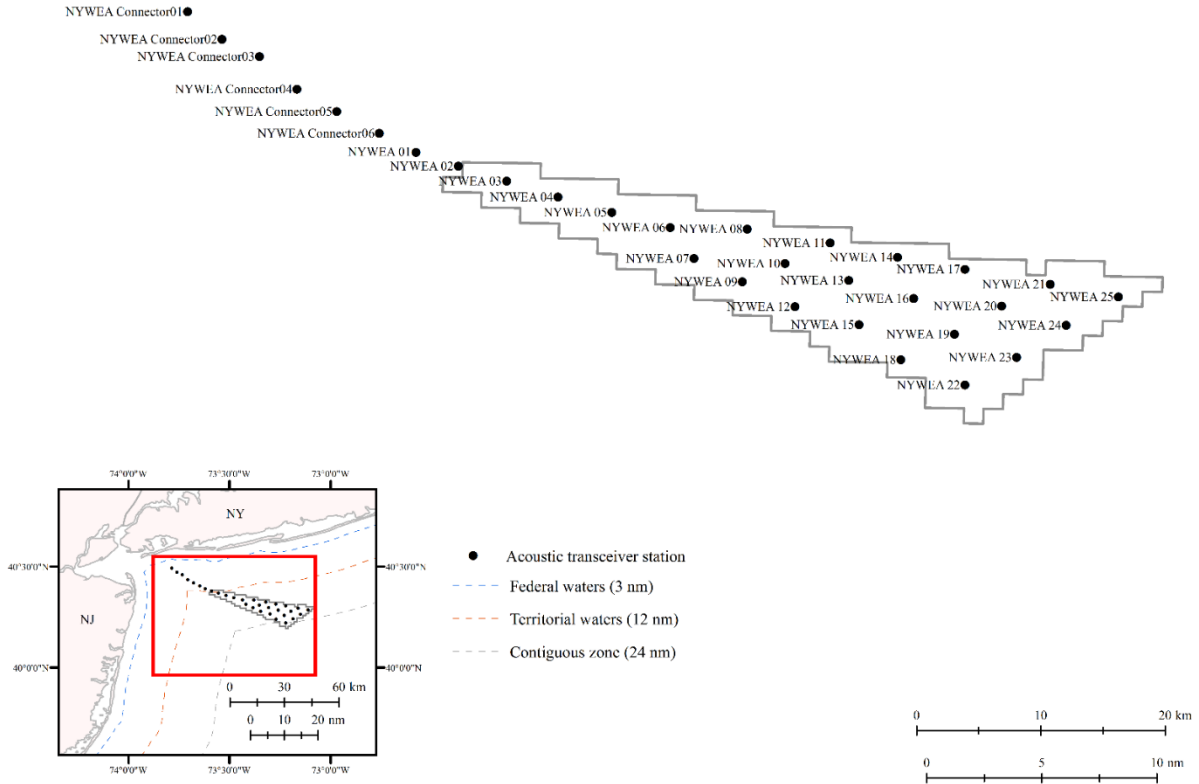 NYWEA Connector01
NYWEA Connector02
NYWEA Connector03
NYWEA Connector04
NYWEA Connector05
NYWEA Connector06
NYWEA 01
NYWEA 02
NYWEA 03
NYWEA 04
NYWEA 05
NYWEA 06
NYWEA 08
NYWEA 11
NYWEA 07
NYWEA 10
NYWEA 14
NYWEA 17
NYWEA 09
NYWEA 13
NYWEA 21
NYWEA 12
NYWEA 16
NYWEA 20
NYWEA 25
NYWEA 15
NYWEA 19
NYWEA 24
NYWEA 18
NYWEA 23
NYWEA 22
74°0'0"W 73°30'0"W 73°0'0"W
NY
40°30'0"N
40°30'0"N
NJ
40°0'0"N
40°0'0"N
0 30 60 km
0 10 20 nm
74°0'0"W 73°30'0"W 73°0'0"W
Acoustic transceiver station
Federal waters (3 nm)
Territorial waters (12 nm)
Contiguous zone (24 nm)
0 10 20 km
0 5 10 nm